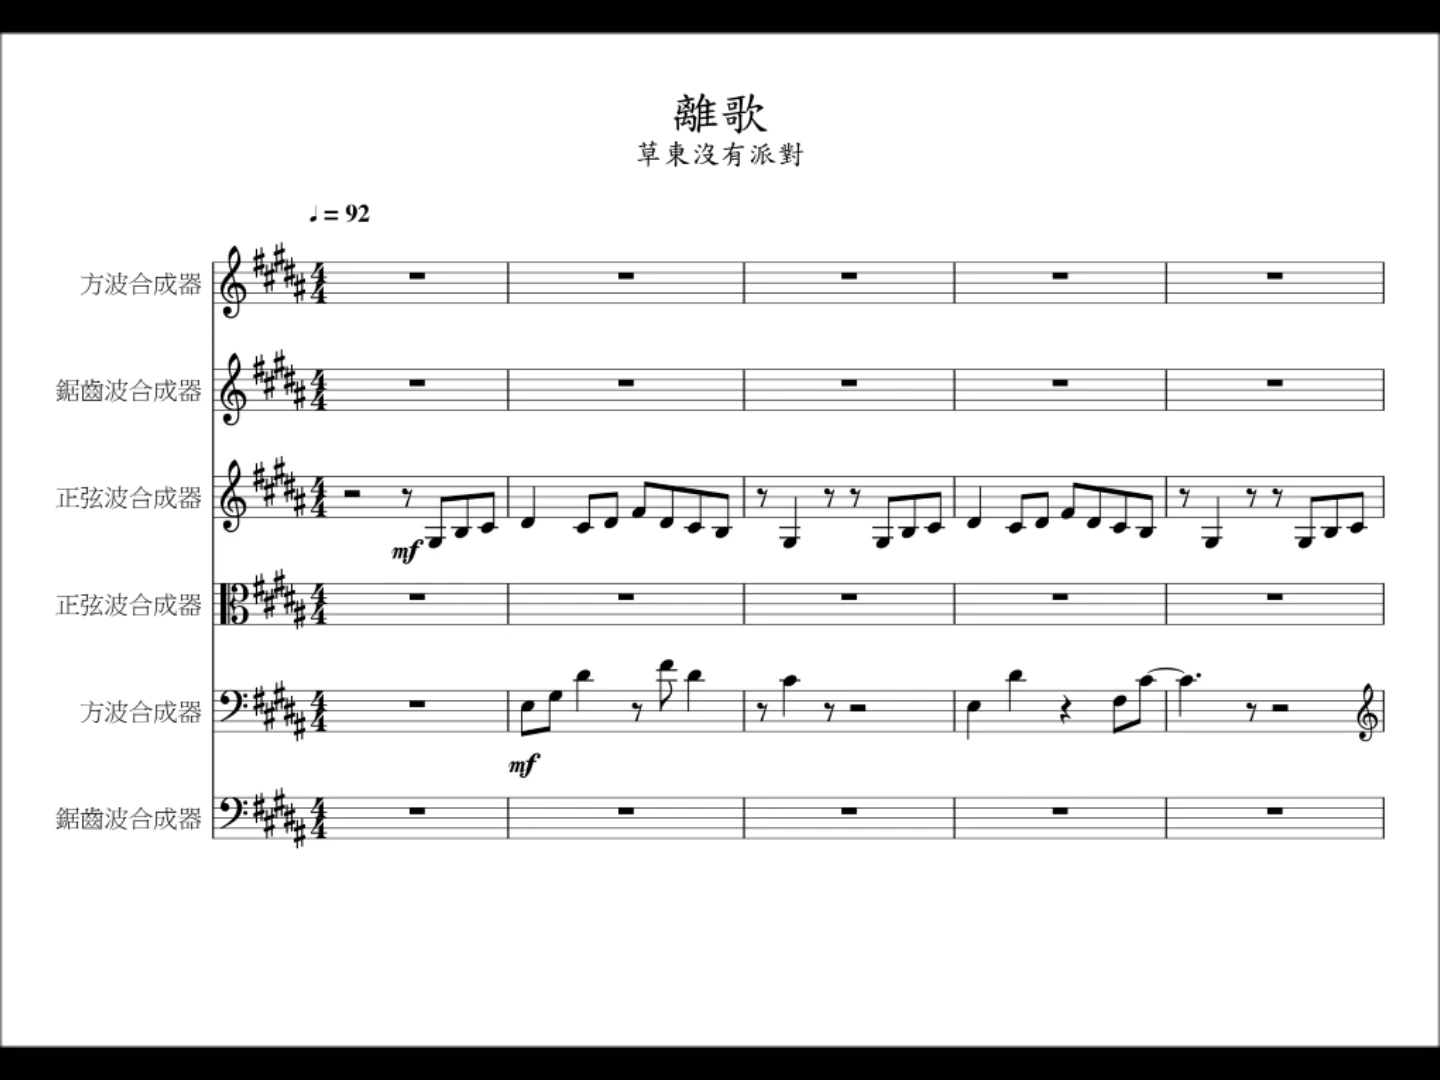 離歌
草東沒有派對
♩ = 92
方波合成器
鋸齒波合成器
正弦波合成器
mf
正弦波合成器
方波合成器
mf
鋸齒波合成器